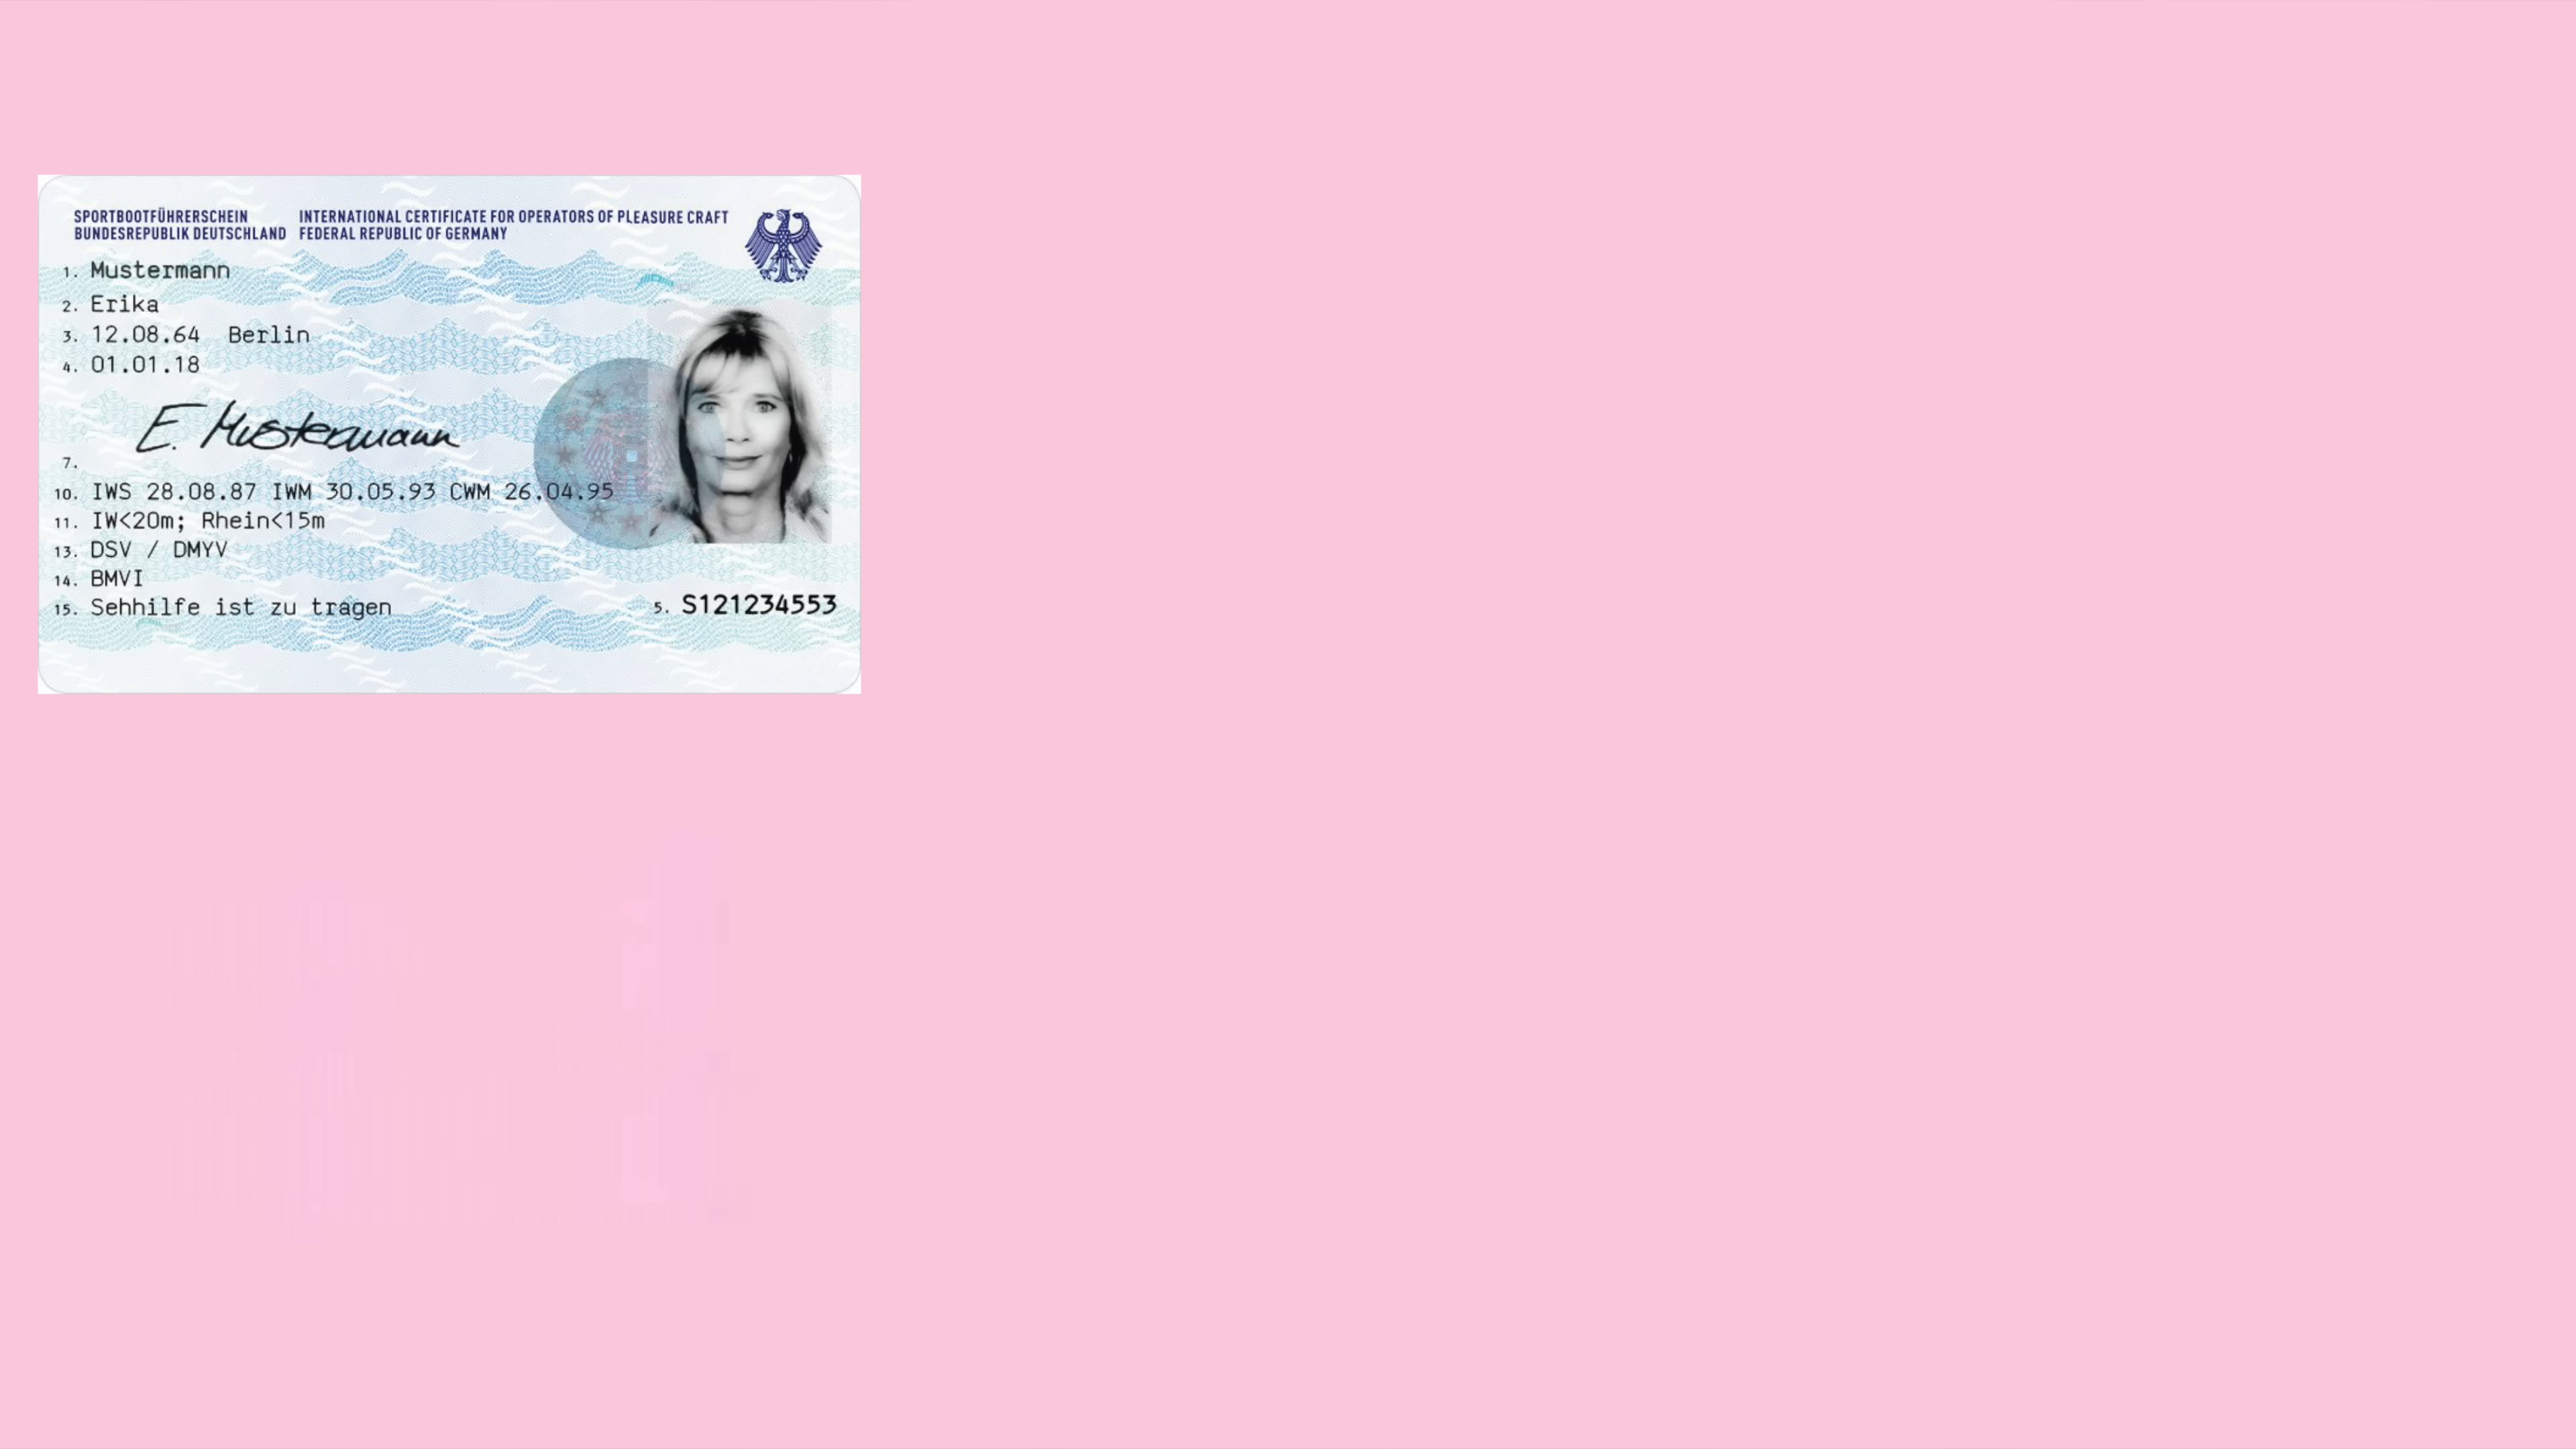 SPORTBOOTFÜHRERSCHEIN INTERNATIONAL CERTIFICATE FOR OPERATORS OF PLEASURE CRAFT
BUNDESREPUBLIK DEUTSCHLAND FEDERAL REPUBLIC OF GERMANY
1. Mustermann
2. Erika
3. 12.08.64 Berlin
4. 01.01.18
E. Mustermann
7.
10. IWS 28.08.87 IWM 30.05.93 CWM 26.04.95
11. IW<20m; Rhein<15m
13. DSV / DMYV
14. BMVI
15. Sehhilfe ist zu tragen 5. S121234553